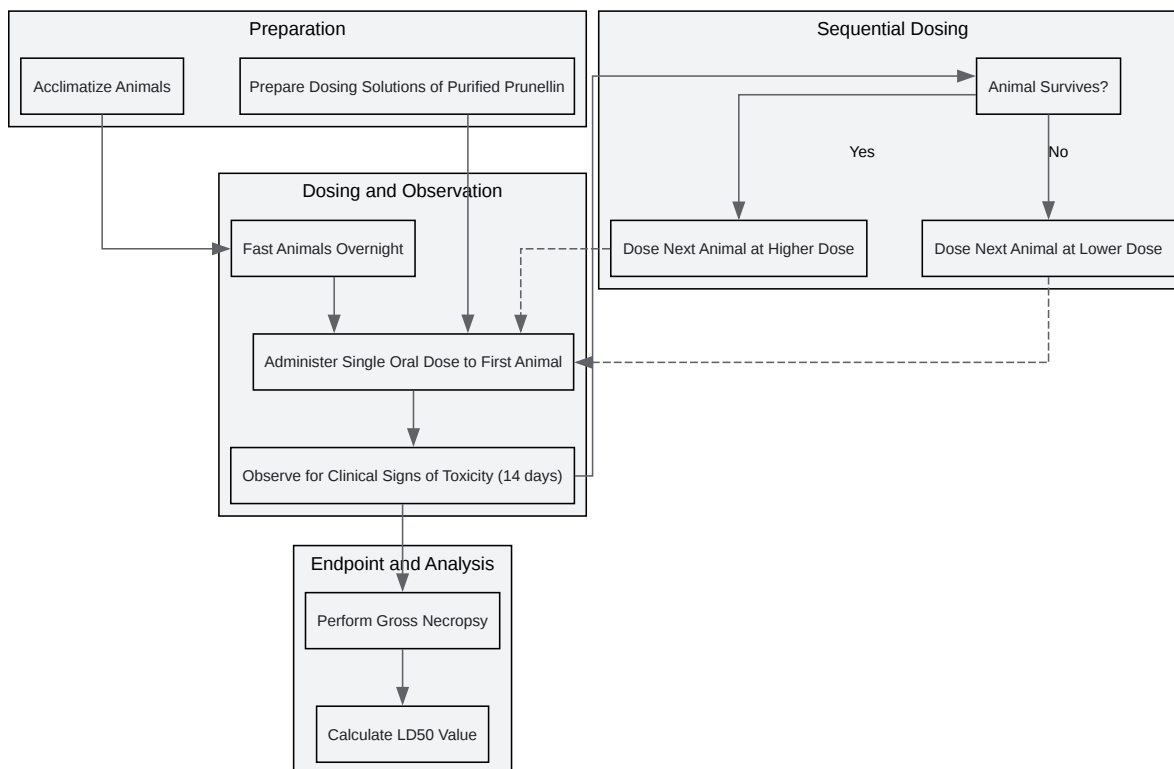 Preparation
Acclimatize Animals
Prepare Dosing Solutions of Purified Prunellin
Sequential Dosing
Animal Survives?
Yes
No
Dose Next Animal at Higher Dose
Dose Next Animal at Lower Dose
Dosing and Observation
Fast Animals Overnight
Administer Single Oral Dose to First Animal
Observe for Clinical Signs of Toxicity (14 days)
Endpoint and Analysis
Perform Gross Necropsy
Calculate LD50 Value